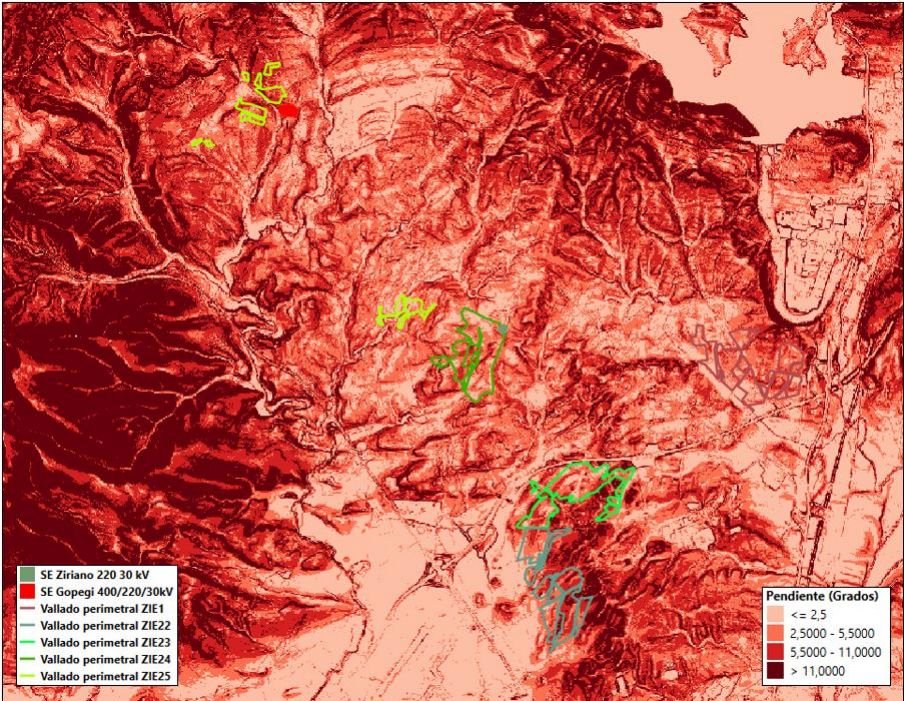 SE Ziriano 220 30 kV
SE Gopegi 400/220/30kV
Vallado perimetral ZIE1
Vallado perimetral ZIE22
Vallado perimetral ZIE23
Vallado perimetral ZIE24
Vallado perimetral ZIE25
Pendiente (Grados)
<= 2,5
2,5000 - 5,5000
5,5000 - 11,0000
> 11,0000